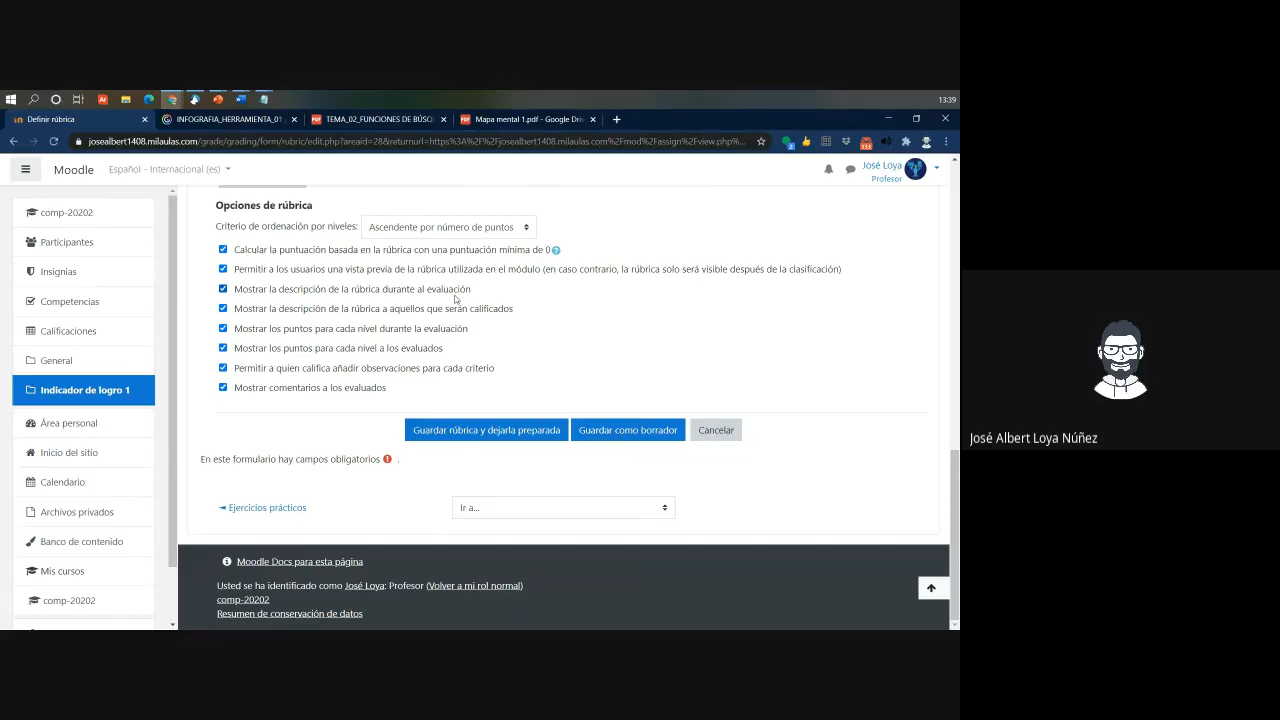 13:39
Definir rúbrica
INFOGRAFIA_HERRAMIENTA_01
TEMA_02_FUNCIONES DE BÚSQ
Mapa mental 1.pdf - Google Driv
josealbert1408.milaulas.com/grade/grading/form/rubric/edit.php?areaid=28&returnurl=https%3A%2F%2Fjosealbert1408.milaulas.com%2Fmod%2Fassign%2Fview.php%...
Moodle
Español - Internacional (es)
José Loya
Profesor
comp-20202
Participantes
Insignias
Competencias
Calificaciones
General
Indicador de logro 1
Área personal
Inicio del sitio
Calendario
Archivos privados
Banco de contenido
Mis cursos
comp-20202
Opciones de rúbrica
Criterio de ordenación por niveles: Ascendente por número de puntos
Calcular la puntuación basada en la rúbrica con una puntuación mínima de 0
Permitir a los usuarios una vista previa de la rúbrica utilizada en el módulo (en caso contrario, la rúbrica solo será visible después de la clasificación)
Mostrar la descripción de la rúbrica durante al evaluación
Mostrar la descripción de la rúbrica a aquellos que serán calificados
Mostrar los puntos para cada nivel durante la evaluación
Mostrar los puntos para cada nivel a los evaluados
Permitir a quien califica añadir observaciones para cada criterio
Mostrar comentarios a los evaluados
Guardar rúbrica y dejarla preparada
Guardar como borrador
Cancelar
En este formulario hay campos obligatorios .
◄ Ejercicios prácticos
Ir a...
Moodle Docs para esta página
Usted se ha identificado como José Loya: Profesor (Volver a mi rol normal)
comp-20202
Resumen de conservación de datos
José Albert Loya Núñez